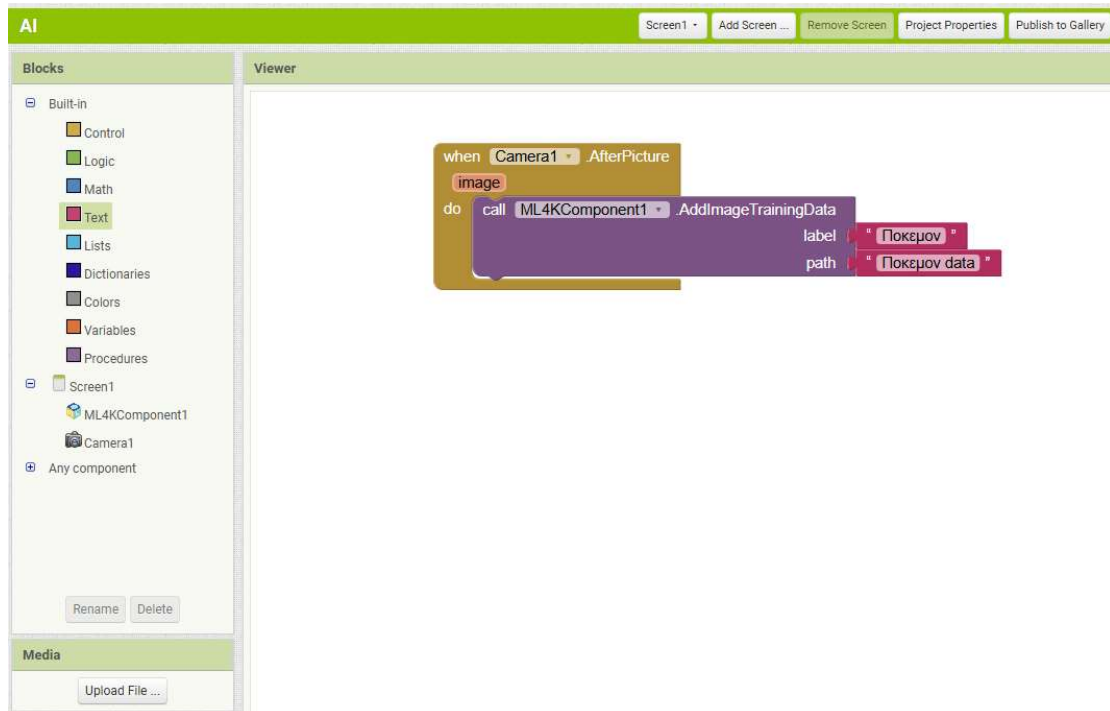 AI
Screen1
Add Screen ...
Remove Screen
Project Properties
Publish to Gallery
Blocks
Built-in
Control
Logic
Math
Text
Lists
Dictionaries
Colors
Variables
Procedures
Screen1
ML4KComponent1
Camera1
Any component
Rename Delete
Media
Upload File ...
Viewer
when Camera1 .AfterPicture
image
do call ML4KComponent1 .AddImageTrainingData
label " Ποκεμον "
path " Ποκεμον data "